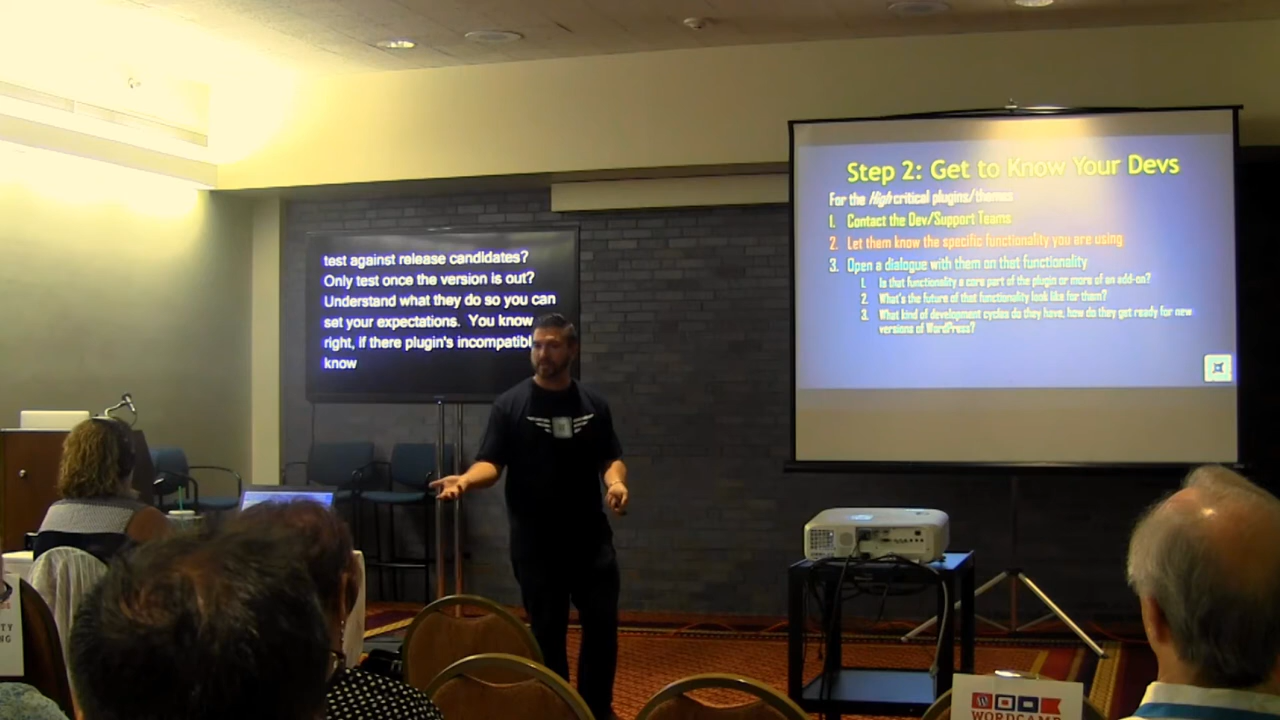 test against release candidates?
Only test once the version is out?
Understand what they do so you can
set your expectations. You know
right, if there plugin's incompatibl
know
Step 2: Get to Know Your Devs
For the High critical plugins/themes
1. Contact the Dev/Support Teams
2. Let them know the specific functionality you are using
3. Open a dialogue with them on that functionality
1. Is that functionality a core part of the plugin or more of an add-on?
2. What's the future of that functionality look like for them?
3. What kind of development cycles do they have, how do they get ready for new
versions of WordPress?
TY
NG
WORDCAMP